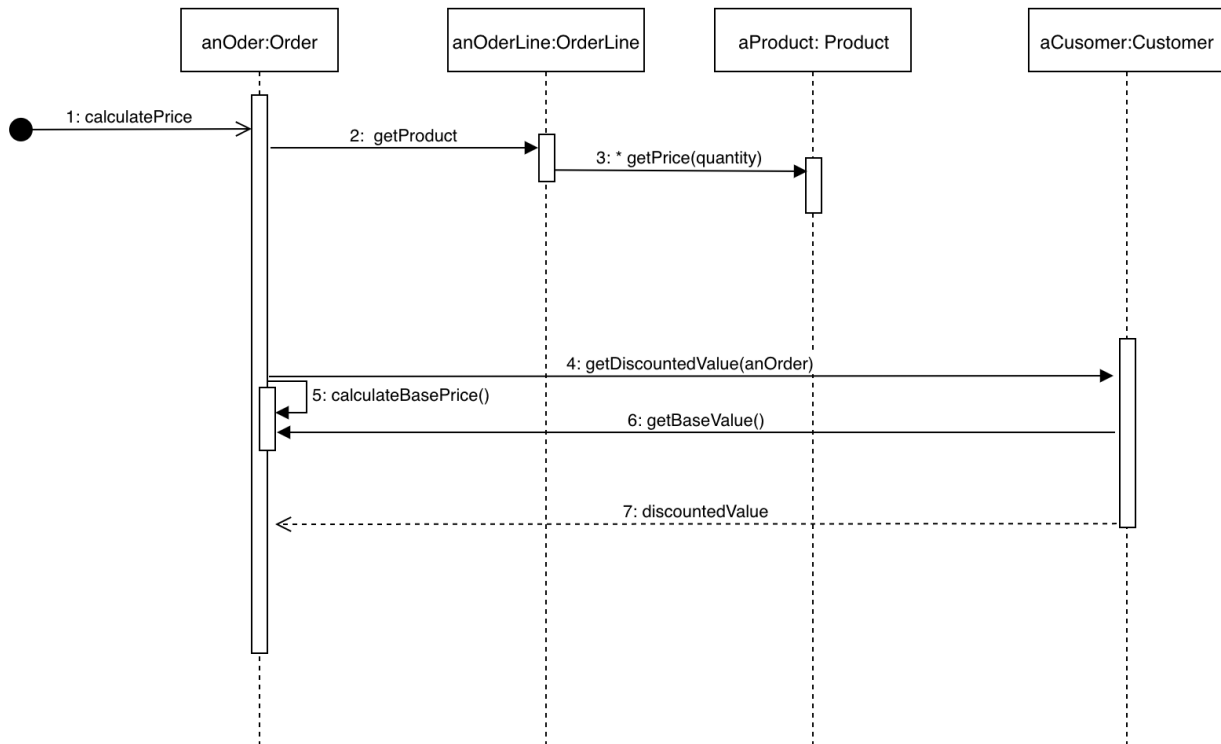 anOder:Order
anOderLine:OrderLine
aProduct: Product
aCusomer:Customer
1: calculatePrice
2:  getProduct
3: * getPrice(quantity)
4: getDiscountedValue(anOrder)
5: calculateBasePrice()
6: getBaseValue()
7: discountedValue